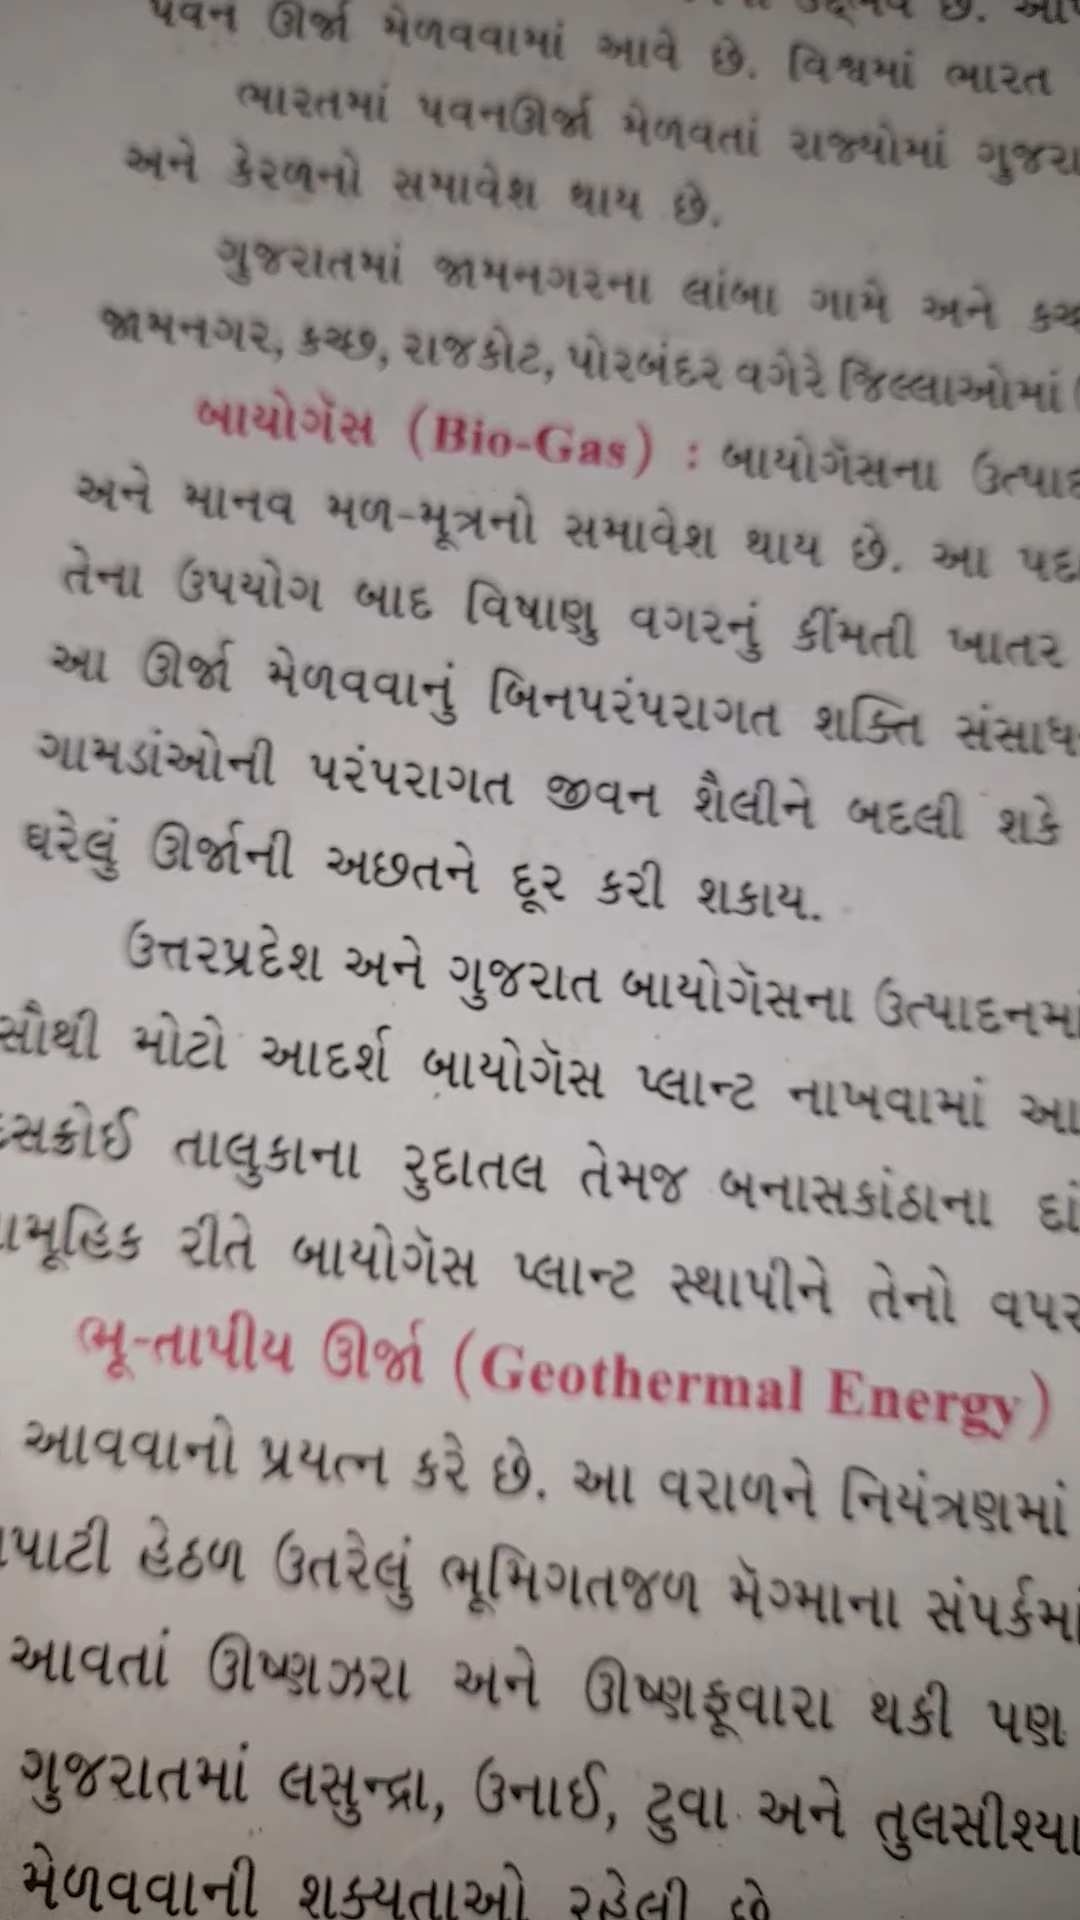 પવન ઊર્જા મેળવવામાં આવે છે. વિશ્વમાં ભારત
ભારતમાં પવનઊર્જા મેળવતાં રાજ્યોમાં ગુજરા
અને કેરળનો સમાવેશ થાય છે.
ગુજરાતમાં જામનગરના લાંબા ગામે અને કચ્છ
જામનગર, કચ્છ, રાજકોટ, પોરબંદર વગેરે જિલ્લાઓમાં
બાયોગૅસ (Bio-Gas) : બાયોગૅસના ઉત્પાદ
અને માનવ મળ-મૂત્રનો સમાવેશ થાય છે. આ પદા
તેના ઉપયોગ બાદ વિષાણુ વગરનું કીંમતી ખાતર
આ ઊર્જા મેળવવાનું બિનપરંપરાગત શક્તિ સંસાધ
ગામડાંઓની પરંપરાગત જીવન શૈલીને બદલી શકે
ઘરેલું ઊર્જાની અછતને દૂર કરી શકાય.
ઉત્તરપ્રદેશ અને ગુજરાત બાયોગૅસના ઉત્પાદનમાં
સૌથી મોટો આદર્શ બાયોગૅસ પ્લાન્ટ નાખવામાં આ
સક્રોઈ તાલુકાના રુદાતલ તેમજ બનાસકાંઠાના દાં
ામૂહિક રીતે બાયોગૅસ પ્લાન્ટ સ્થાપીને તેનો વપર
ભૂ-તાપીય ઊર્જા (Geothermal Energy)
આવવાનો પ્રયત્ન કરે છે. આ વરાળને નિયંત્રણમાં
પાટી હેઠળ ઉતરેલું ભૂમિગતજળ મૅગ્માના સંપર્કમાં
આવતાં ઊષ્ણઝરા અને ઊષ્ણફૂવારા થકી પણ
ગુજરાતમાં લસુન્દ્રા, ઉનાઈ, ટુવા અને તુલસીશ્યા
મેળવવાની શક્યતાઓ રહેલી છે